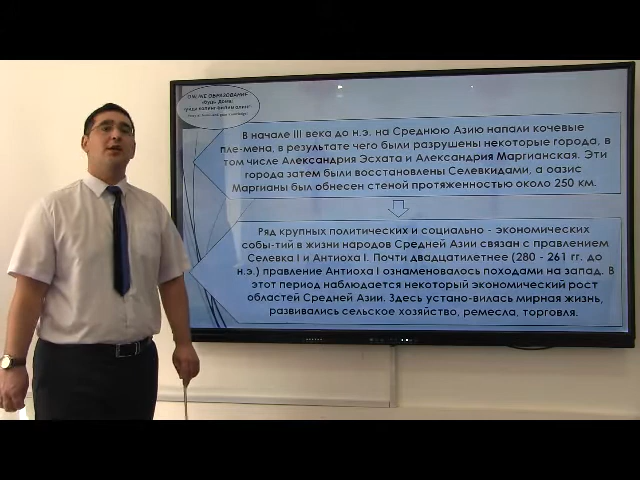 ONLINE ОБРАЗОВАНИЕ
В начале III века до н.э. на Среднюю Азию напали кочевые
пле-мена, в результате чего были разрушены некоторые города, в
том числе Александрия Эсхата и Александрия Маргианская. Эти
города затем были восстановлены Селевкидами, а оазис
Маргианы был обнесен стеной протяженностью около 250 км.
Ряд крупных политических и социально - экономических
собы-тий в жизни народов Средней Азии связан с правлением
Селевка I и Антиоха I. Почти двадцатилетнее (280 - 261 гг. до
н.э.) правление Антиоха I ознаменовалось походами на запад. В
этот период наблюдается некоторый экономический рост
областей Средней Азии. Здесь устано-вилась мирная жизнь,
развивались сельское хозяйство, ремесла, торговля.